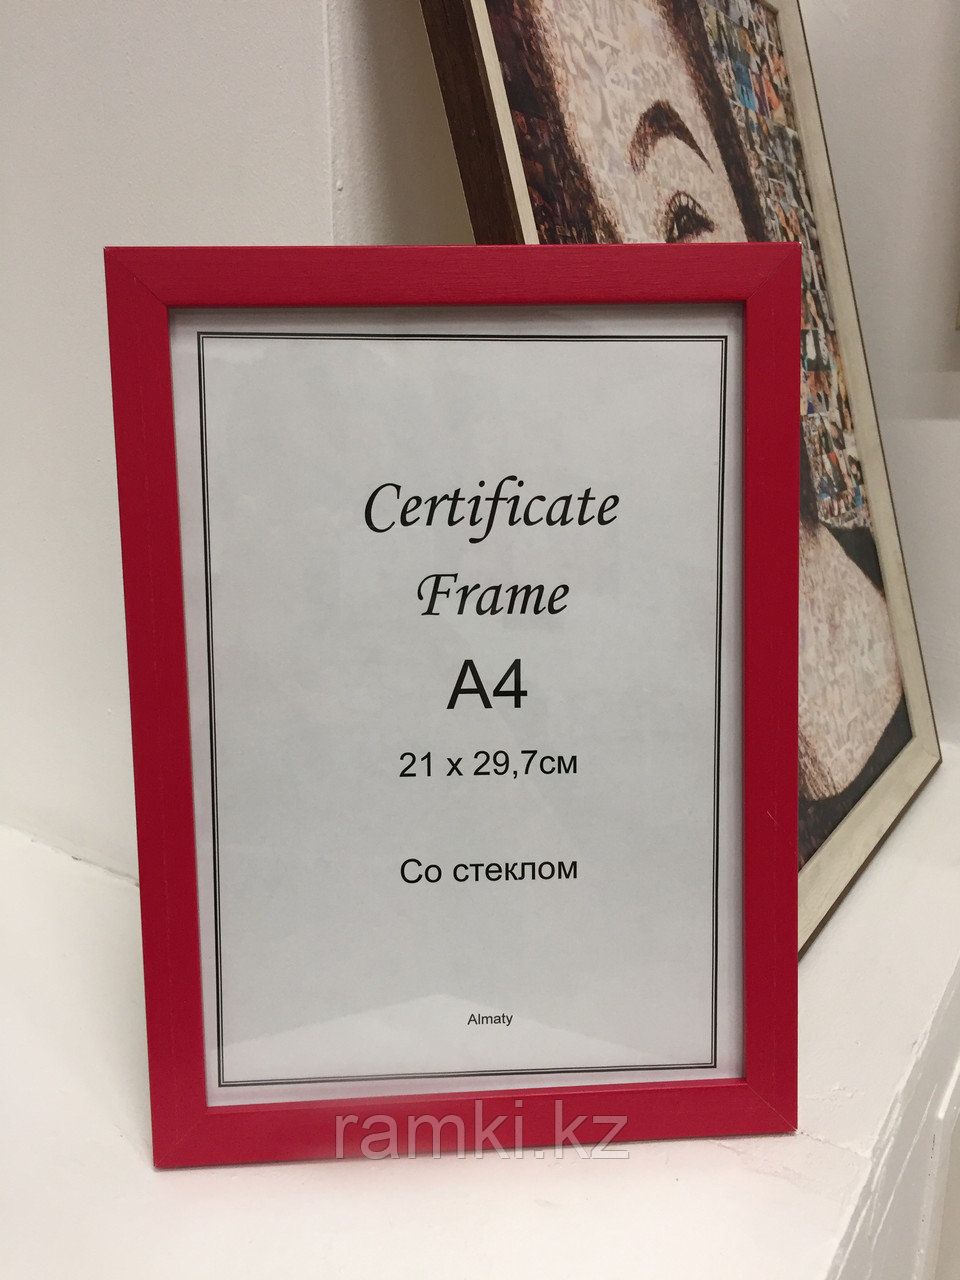 Certificate
Frame
A4
21 x 29,7см
Со стеклом
Almaty
ramki.kz